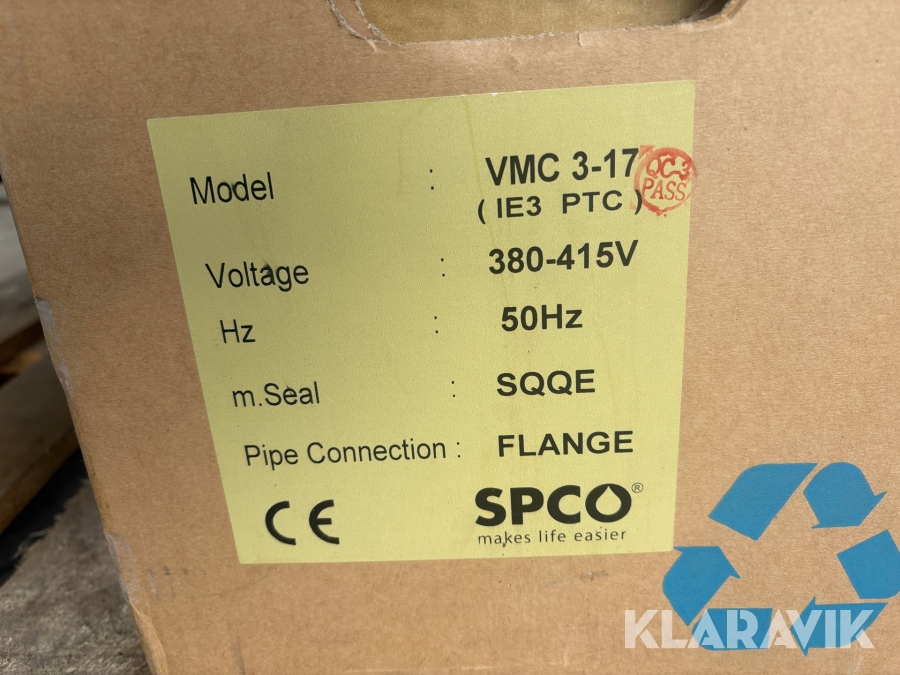 Model : VMC 3-17
( IE3 PTC )
QC-3
PASS
Voltage : 380-415V
Hz : 50Hz
m.Seal : SQQE
Pipe Connection : FLANGE
CE SPCO®
makes life easier
KLARAVIK